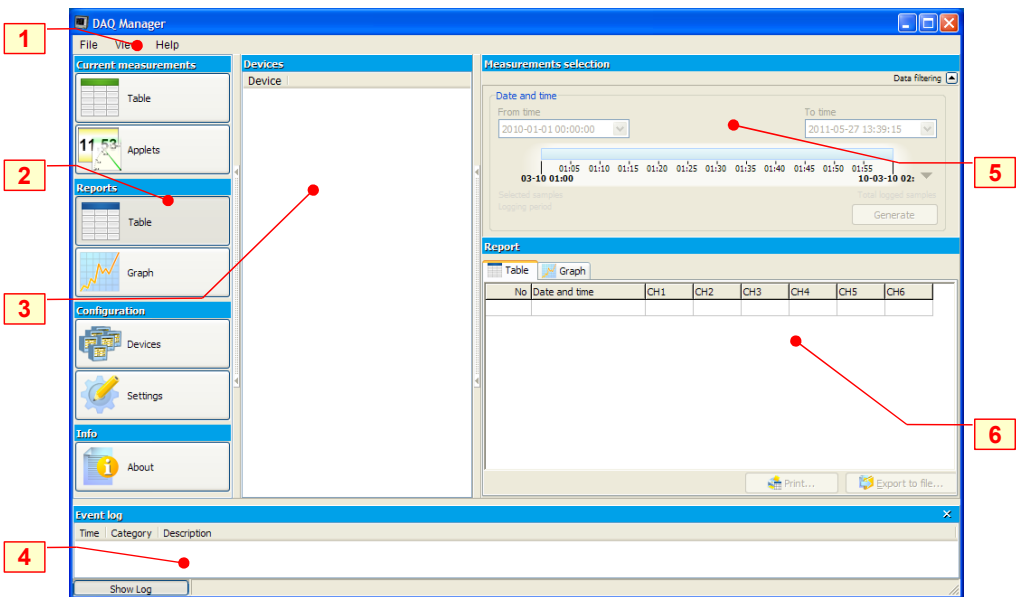 DAQ Manager
1
File View Help
Current measurements
Table
11 53 Applets
2
Reports
Table
Graph
3
Configuration
Devices
Settings
Info
About
Devices
Device
Measurements selection
Data filtering
Date and time
From time To time
2010-01-01 00:00:00 2011-05-27 13:39:15
01:05 01:10 01:15 01:20 01:25 01:30 01:35 01:40 01:45 01:50 01:55
03-10 01:00 10-03-10 02:
5
Selected samples Total logged samples
Logging period
Generate
Report
Table Graph
No Date and time CH1 CH2 CH3 CH4 CH5 CH6
6
Print... Export to file...
Event log
Time Category Description
4
Show Log